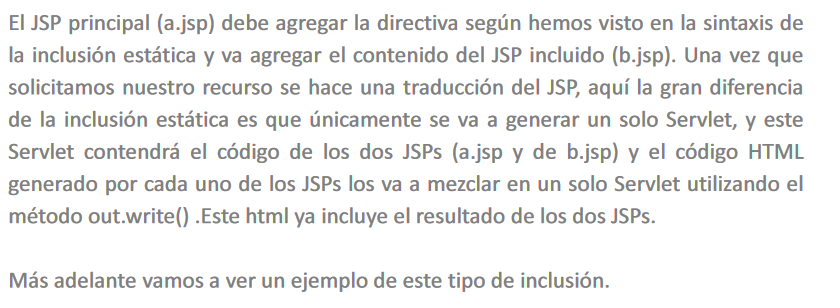 El JSP principal (a.jsp) debe agregar la directiva según hemos visto en la sintaxis de
la inclusión estática y va agregar el contenido del JSP incluido (b.jsp). Una vez que
solicitamos nuestro recurso se hace una traducción del JSP, aquí la gran diferencia
de la inclusión estática es que únicamente se va a generar un solo Servlet, y este
Servlet contendrá el código de los dos JSPs (a.jsp y de b.jsp) y el código HTML
generado por cada uno de los JSPs los va a mezclar en un solo Servlet utilizando el
método out.write() .Este html ya incluye el resultado de los dos JSPs.
Más adelante vamos a ver un ejemplo de este tipo de inclusión.